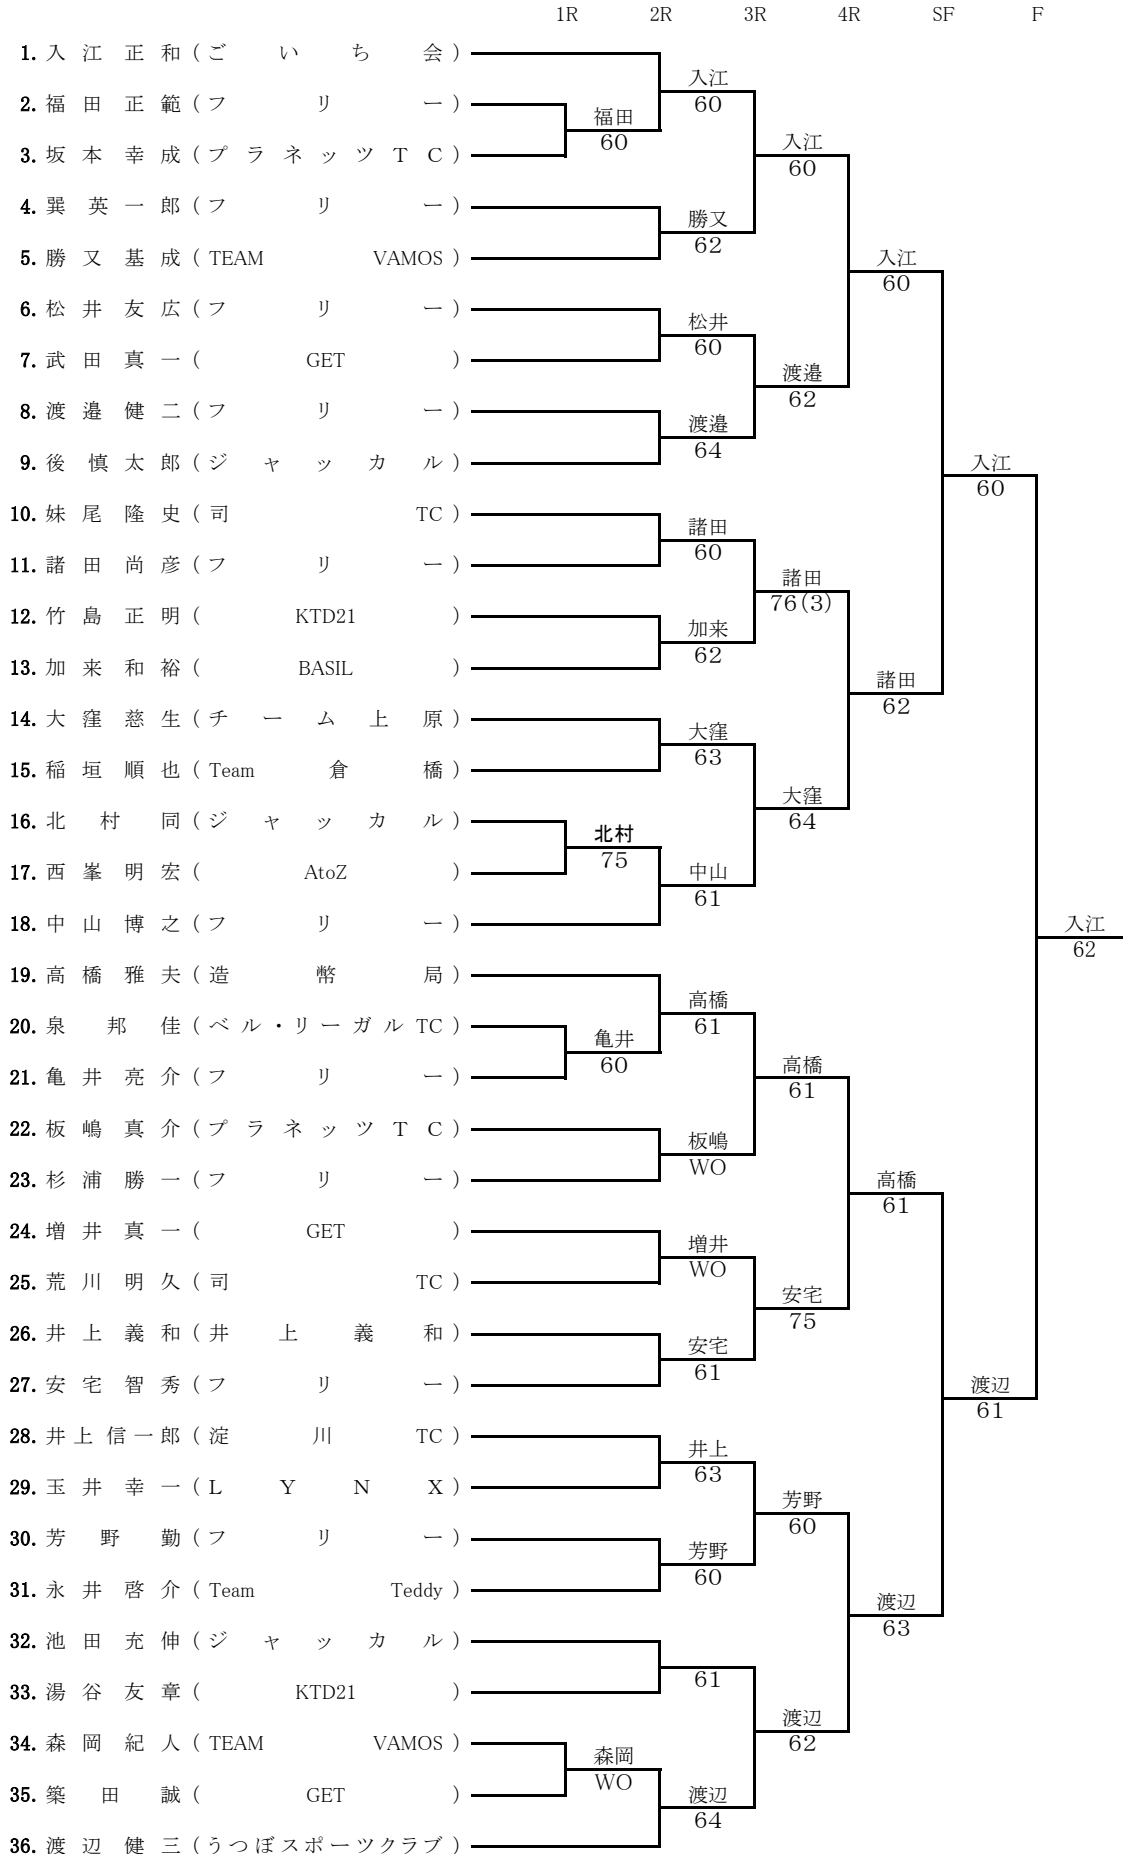 1R 2R 3R 4R SF F
1. 入江正和(ごいち会)
入江
2. 福田正範(フリー)
60
福田
60
入江
3. 坂本幸成(プラネッツTC)
60
4. 巽英一郎(フリー)
勝又
62
5. 勝又基成(TEAM VAMOS)
入江
60
6. 松井友広(フリー)
松井
60
7. 武田真一(GET)
渡邉
62
8. 渡邉健二(フリー)
渡邉
64
9. 後慎太郎(ジャッカル)
入江
60
10. 妹尾隆史(司TC)
諸田
60
11. 諸田尚彦(フリー)
諸田
76(3)
12. 竹島正明(KTD21)
加来
62
13. 加来和裕(BASIL)
諸田
62
14. 大窪慈生(チーム上原)
大窪
63
15. 稲垣順也(Team倉橋)
大窪
64
16. 北村同(ジャッカル)
北村
75
17. 西峯明宏(AtoZ)
中山
61
18. 中山博之(フリー)
入江
62
19. 高橋雅夫(造幣局)
高橋
61
20. 泉邦佳(ベル・リーガルTC)
亀井
60
高橋
61
21. 亀井亮介(フリー)
22. 板嶋真介(プラネッツTC)
板嶋
WO
23. 杉浦勝一(フリー)
高橋
61
24. 増井真一(GET)
増井
WO
25. 荒川明久(司TC)
安宅
75
26. 井上義和(井上義和)
安宅
61
27. 安宅智秀(フリー)
渡辺
61
28. 井上信一郎(淀川TC)
井上
63
29. 玉井幸一(LYNX)
芳野
60
30. 芳野勤(フリー)
芳野
60
31. 永井啓介(Team Teddy)
渡辺
63
32. 池田充伸(ジャッカル)
61
33. 湯谷友章(KTD21)
渡辺
62
34. 森岡紀人(TEAM VAMOS)
森岡
WO
35. 築田誠(GET)
渡辺
64
36. 渡辺健三(うつぼスポーツクラブ)